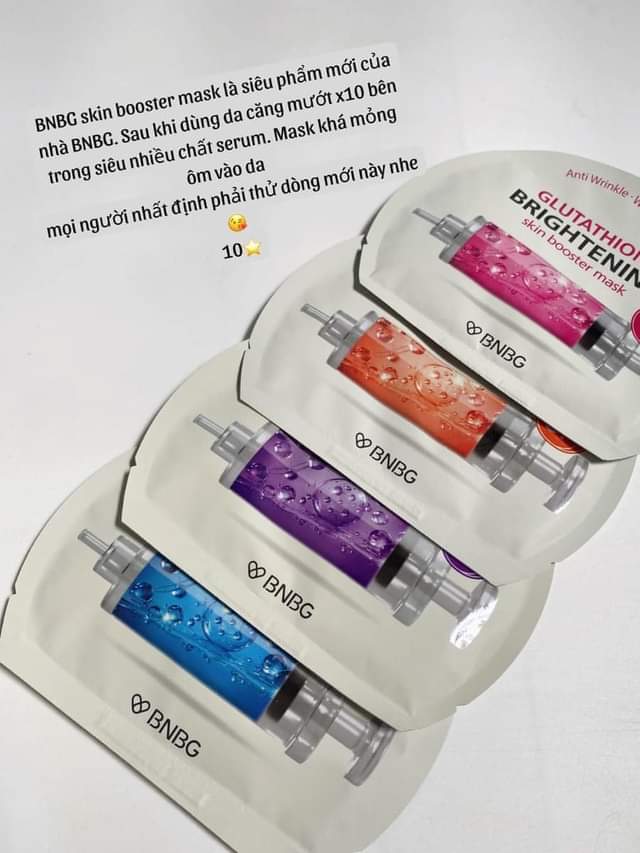 BNBG skin booster mask là siêu phẩm mới của
nhà BNBG. Sau khi dùng da căng mướt x10 bên
trong siêu nhiều chất serum. Mask khá mỏng
ôm vào da
mọi người nhất định phải thử dòng mới này nhe
😘
10⭐
Anti Wrinkle
GLUTATHION
BRIGHTENIN
skin booster mask
BNBG
BNBG
BNBG
BNBG